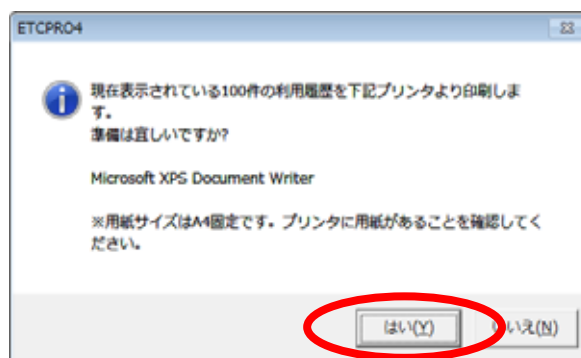 ETCPRO4
現在表示されている100件の利用履歴を下記プリンタより印刷しま
す。
準備は宜しいですか?
Microsoft XPS Document Writer
※用紙サイズはA4固定です。プリンタに用紙があることを確認してく
ださい。
はい(Y)
いいえ(N)